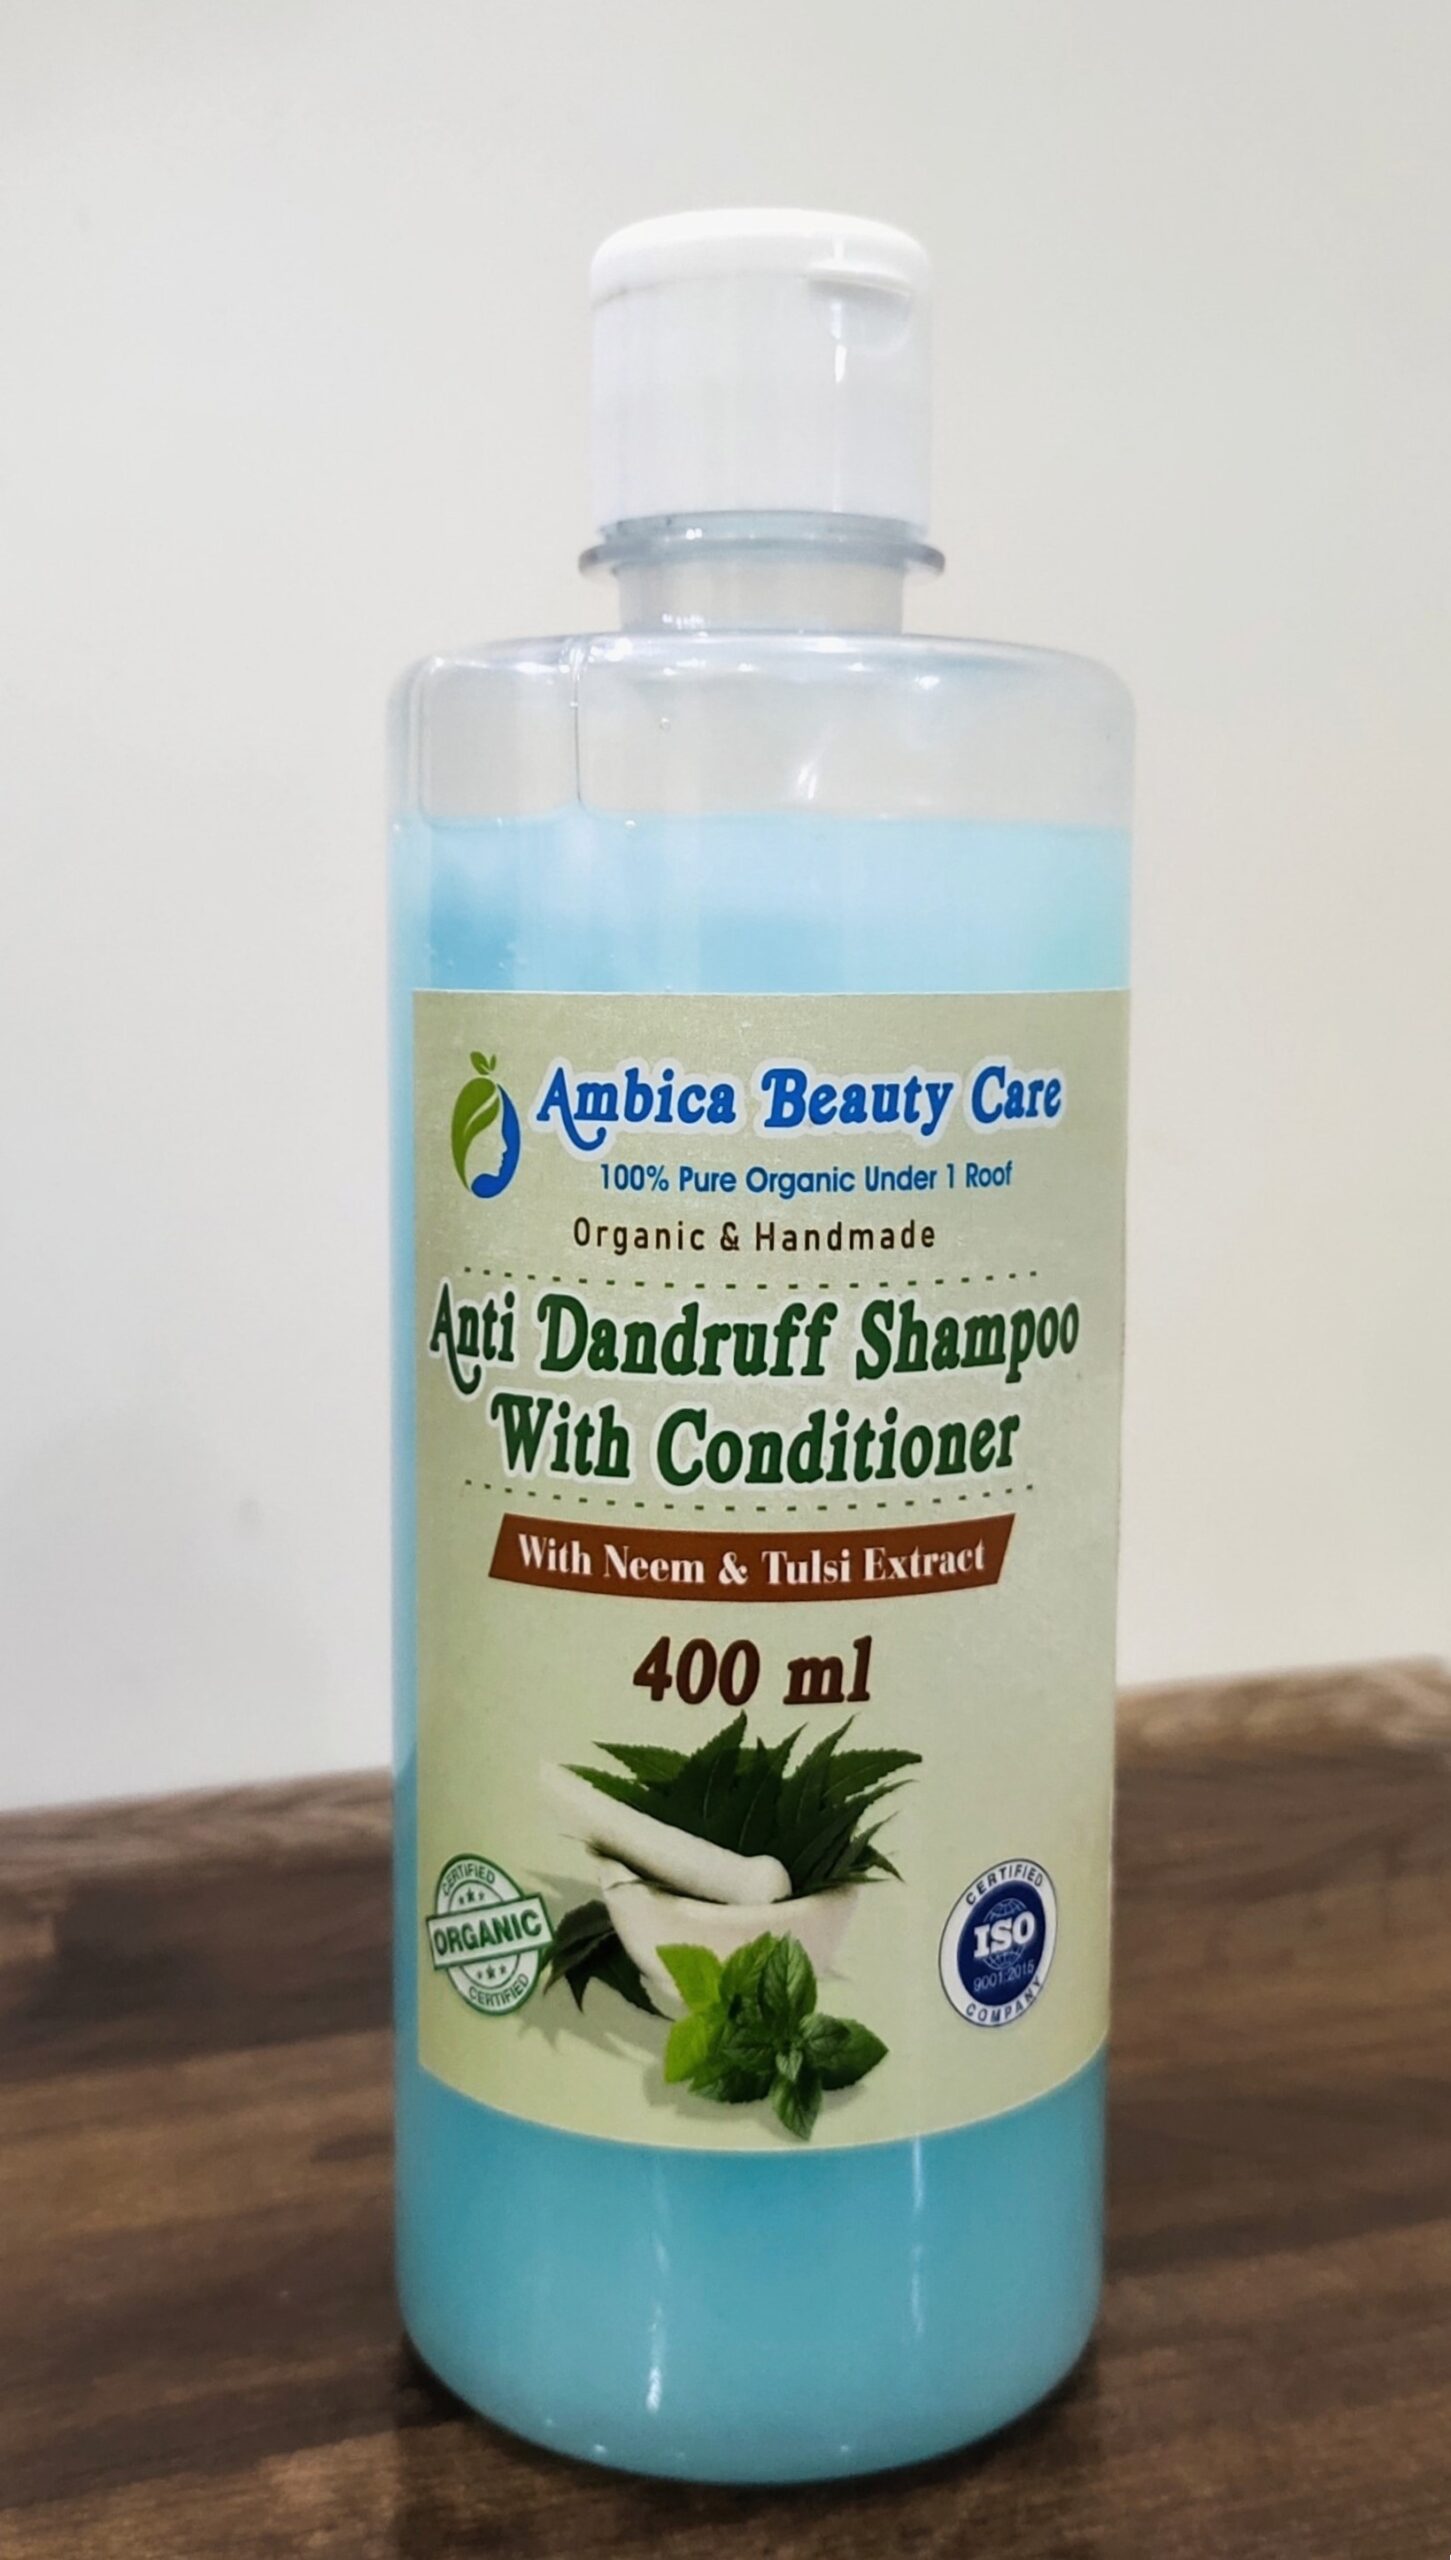 Ambica Beauty Care
100% Pure Organic Under 1 Roof
Organic & Handmade
Anti Dandruff Shampoo
With Conditioner
With Neem & Tulsi Extract
400 ml
CERTIFIED
ORGANIC
CERTIFIED
CERTIFIED
ISO
9001:2015
COMPANY